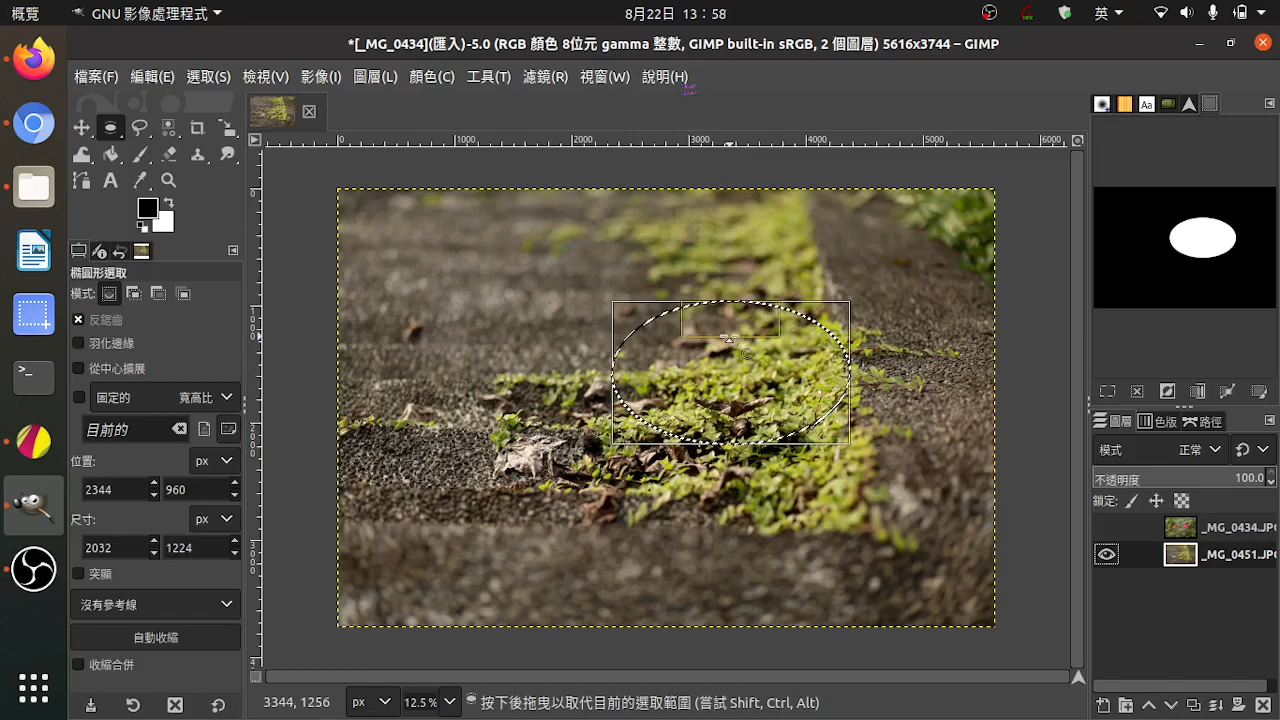 概覽
GNU 影像處理程式
8月22日 13：58
英
*[_MG_0434](匯入)-5.0 (RGB 顏色 8位元 gamma 整數, GIMP built-in sRGB, 2 個圖層) 5616x3744 – GIMP
檔案(F) 編輯(E) 選取(S) 檢視(V) 影像(I) 圖層(L) 顏色(C) 工具(T) 濾鏡(R) 視窗(W) 說明(H)
0 1000 2000 3000 4000 5000 6000
橢圓形選取
模式:
反鋸齒
羽化邊緣
從中心擴展
固定的 寬高比
目前的
位置: px
2344 960
尺寸: px
2032 1224
突顯
沒有參考線
自動收縮
收縮合併
3344, 1256 px 12.5% 按下後拖曳以取代目前的選取範圍 (嘗試 Shift, Ctrl, Alt)
圖層 色版 路徑
模式 正常
不透明度 100.0
鎖定:
_MG_0434.JPG
_MG_0451.JPG